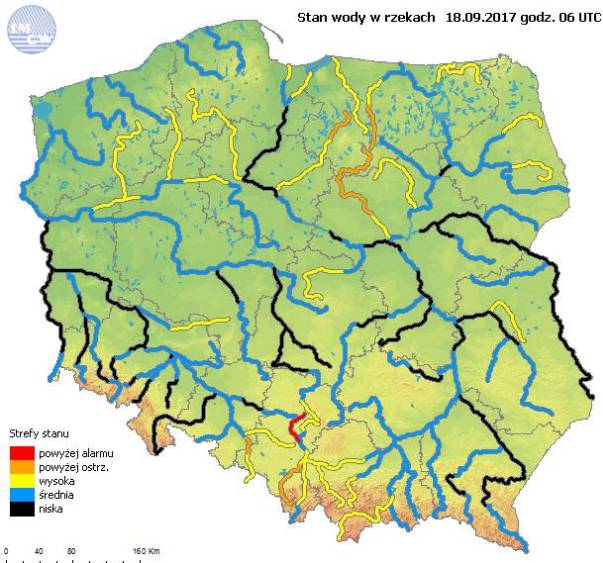 Stan wody w rzekach 18.09.2017 godz. 06 UTC
Strefy stanu
powyżej alarmu
powyżej ostrz.
wysoka
średnia
niska
0 40 80 160 Km